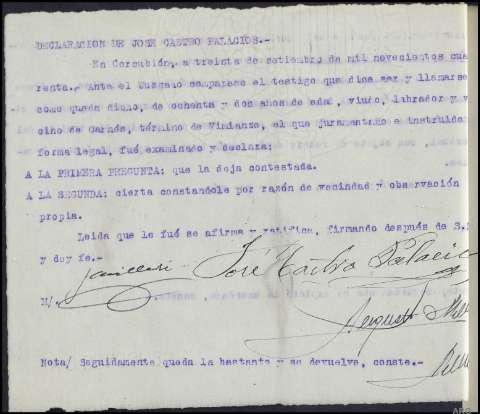 DECLARACION DE JOSE CASTRO PALACIOS.-
En Corcubión, a treinta de setiembre de mil novecientos cua
renta.- Ante el Juzgado comparece el testigo que dice ser y llamarse
como queda dicho, de ochenta y dos años de edad, viudo, labrador y v
cino de Carnés, término de Vimianzo, el que juramentado e instruido
forma legal, fué examinado y declara:
A LA PRIMERA PREGUNTA: que la deja contestada.
A LA SEGUNDA: cierta constandole por razón de vecindad y observación
propia.
Leida que le fué se afirma y ratifica, firmando después de S.
y doy fe.-
José Castro Palacio
M/.
Augusto
Nota/ Seguidamente queda la bastante y se devuelve, conste.-